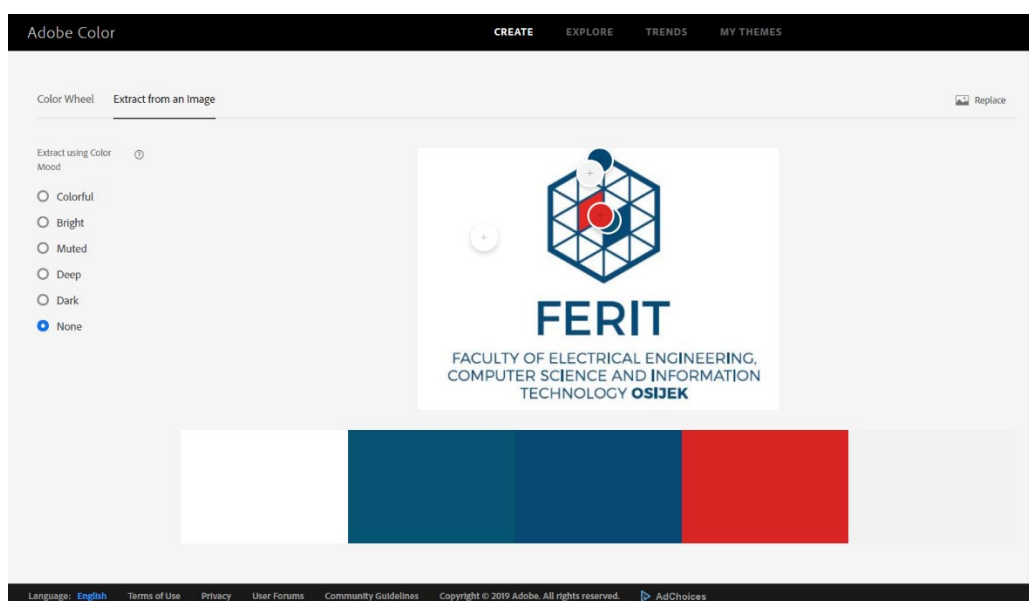 Adobe Color
CREATE EXPLORE TRENDS MY THEMES
Color Wheel Extract from an Image
Replace
Extract using Color
Mood
Colorful
Bright
Muted
Deep
Dark
None
FERIT
FACULTY OF ELECTRICAL ENGINEERING,
COMPUTER SCIENCE AND INFORMATION
TECHNOLOGY OSIJEK
Language: English Terms of Use Privacy User Forums Community Guidelines Copyright © 2019 Adobe. All rights reserved. AdChoices